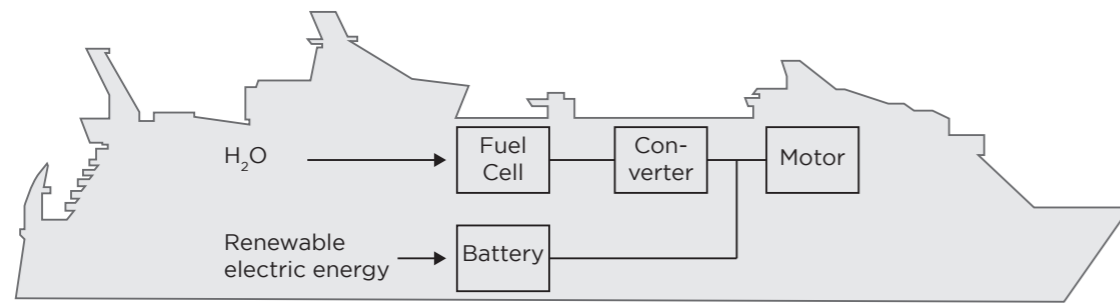 H₂O
Fuel
Cell
Con-
verter
Motor
Renewable
electric energy
Battery